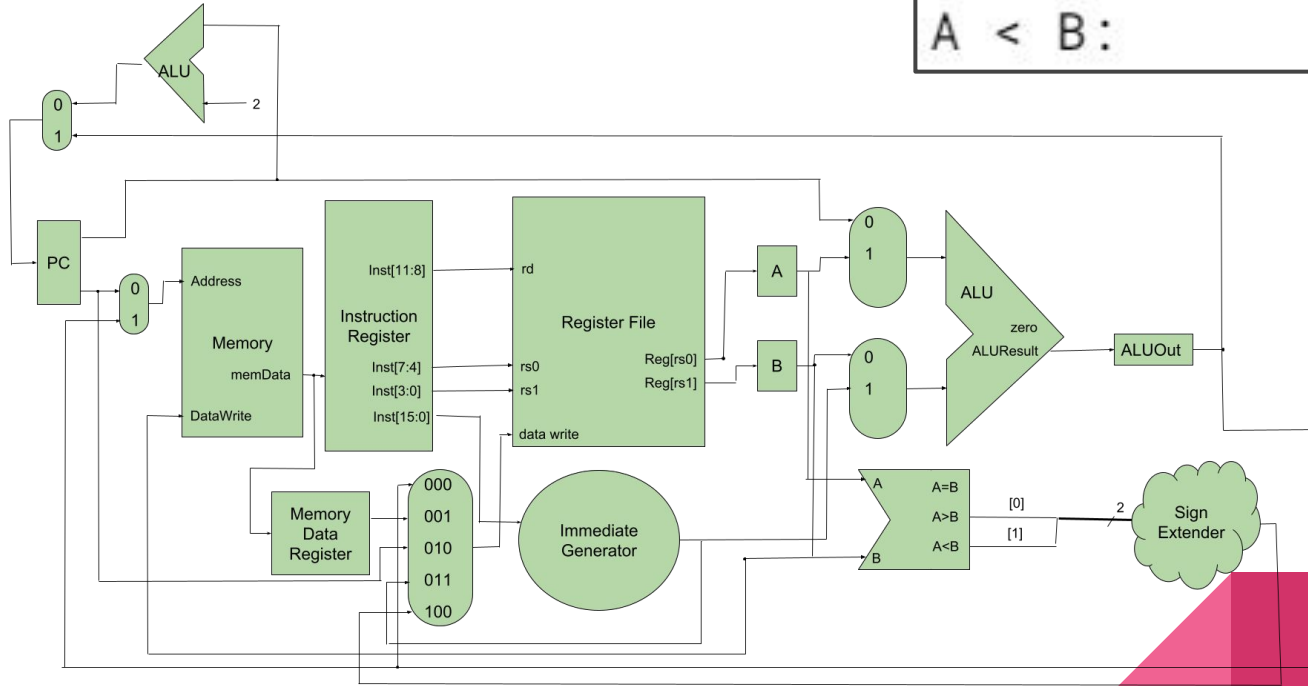 A < B:
ALU
2
0
1
PC
0
1
Address
Memory
memData
DataWrite
Inst[11:8]
Instruction
Register
Inst[7:4]
Inst[3:0]
Inst[15:0]
rd
Register File
rs0
rs1
Reg[rs0]
Reg[rs1]
data write
A
B
0
1
0
1
ALU
zero
ALUResult
ALUOut
Memory
Data
Register
000
001
010
011
100
Immediate
Generator
A
B
A=B
A>B
A<B
[0]
[1]
2
Sign
Extender